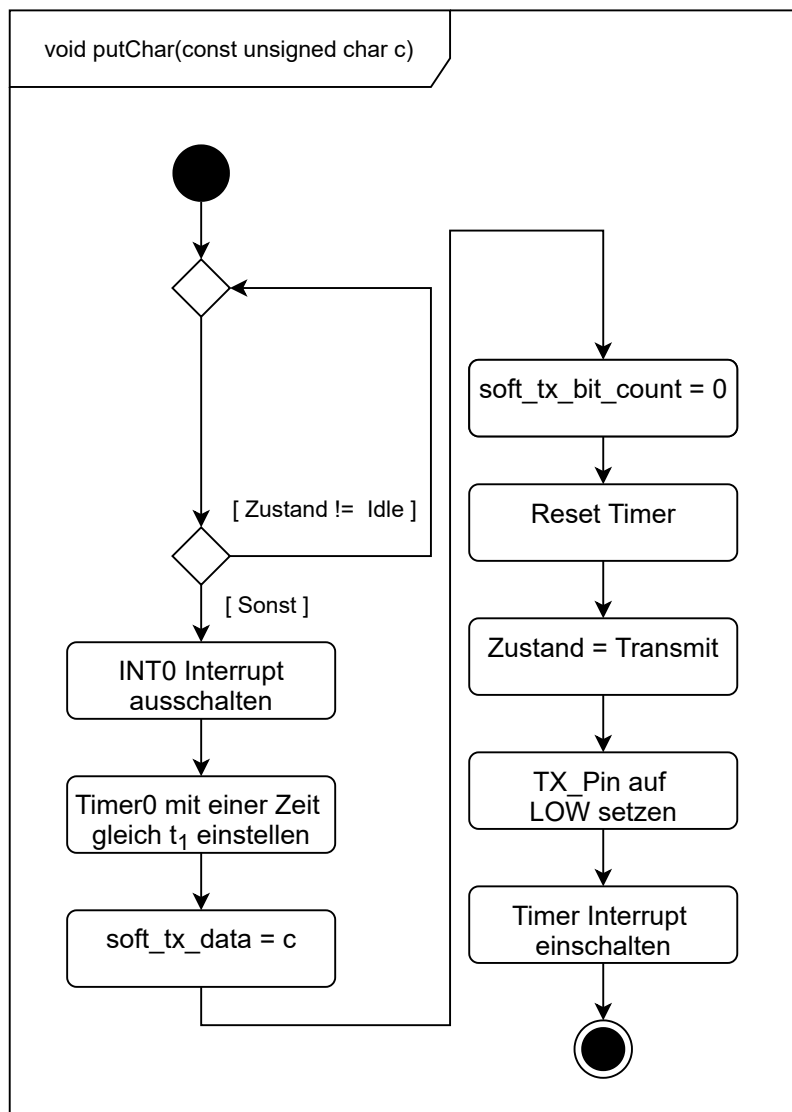 void putChar(const unsigned char c)
[ Zustand !=  Idle ]
[ Sonst ]
INT0 Interrupt
ausschalten
Timer0 mit einer Zeit
gleich t₁ einstellen
soft_tx_data = c
soft_tx_bit_count = 0
Reset Timer
Zustand = Transmit
TX_Pin auf
LOW setzen
Timer Interrupt
einschalten